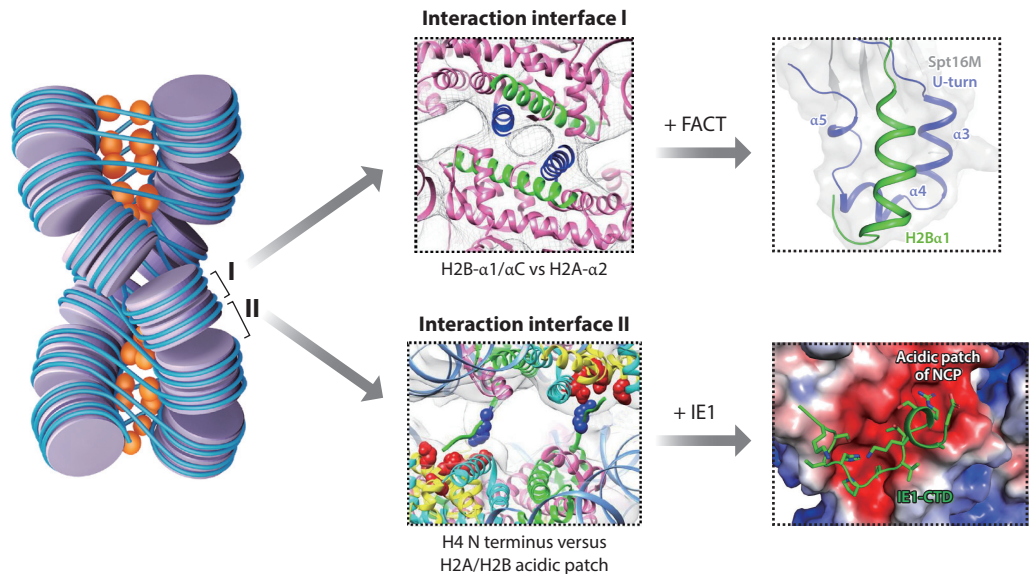 Interaction interface I
I
II
H2B-α1/αC vs H2A-α2
+ FACT
Spt16M
U-turn
α5
α3
α4
H2Bα1
Interaction interface II
H4 N terminus versus
H2A/H2B acidic patch
+ IE1
Acidic patch
of NCP
IE1-CTD